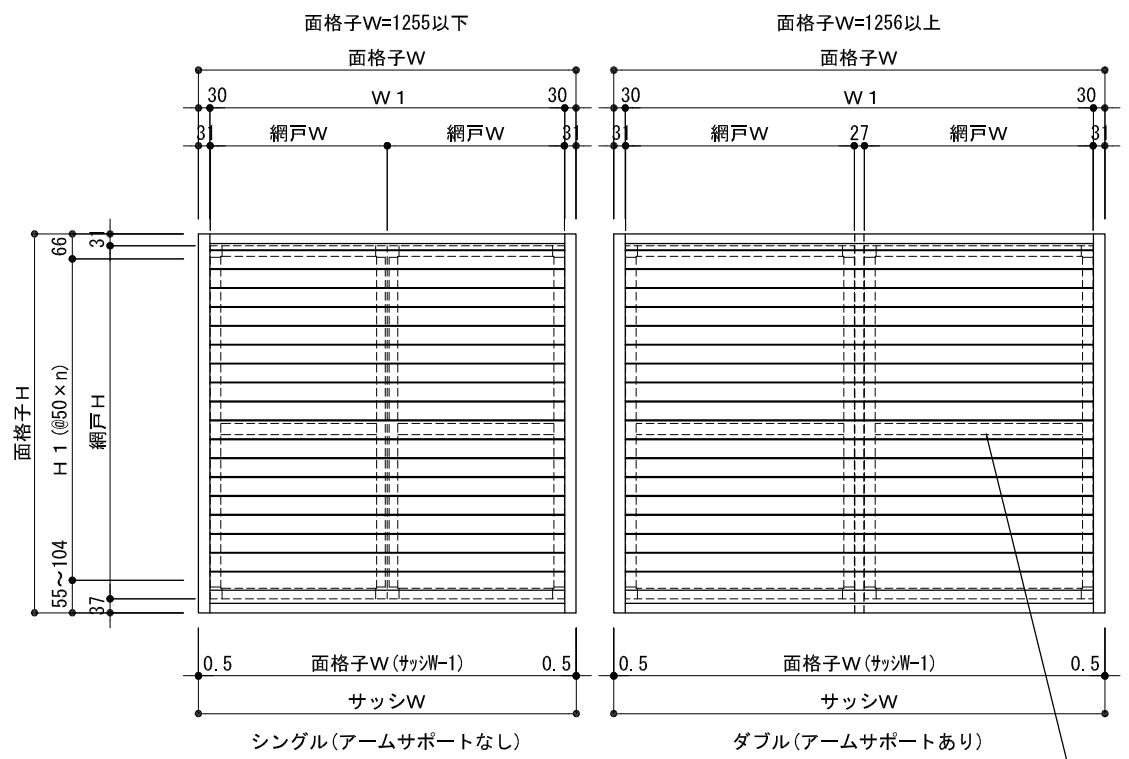 面格子W=1255以下
面格子W=1256以上
面格子W
面格子W
30
W1
30
30
W1
30
31
網戸W
網戸W
31
31
網戸W
27
網戸W
31
面格子H
66
H1(@50×n)
55～104
31
網戸H
37
0.5
面格子W(サッシW-1)
0.5
0.5
面格子W(サッシW-1)
0.5
サッシW
サッシW
シングル(アームサポートなし)
ダブル(アームサポートあり)